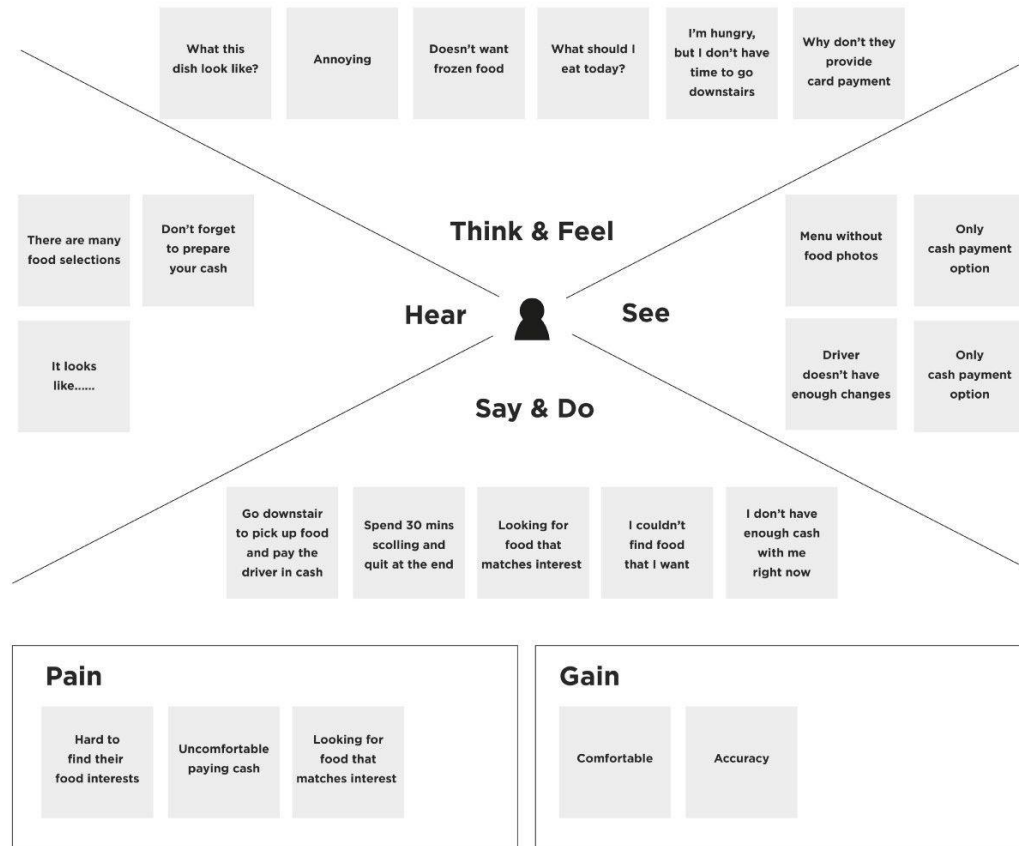 What this
dish look like?
Annoying
Doesn't want
frozen food
What should I
eat today?
I'm hungry,
but I don't have
time to go
downstairs
Why don't they
provide
card payment
Think & Feel
There are many
food selections
Don't forget
to prepare
your cash
It looks
like......
Hear
See
Menu without
food photos
Only
cash payment
option
Driver
doesn't have
enough changes
Only
cash payment
option
Say & Do
Go downstair
to pick up food
and pay the
driver in cash
Spend 30 mins
scolling and
quit at the end
Looking for
food that
matches interest
I couldn't
find food
that I want
I don't have
enough cash
with me
right now
Pain
Hard to
find their
food interests
Uncomfortable
paying cash
Looking for
food that
matches interest
Gain
Comfortable
Accuracy